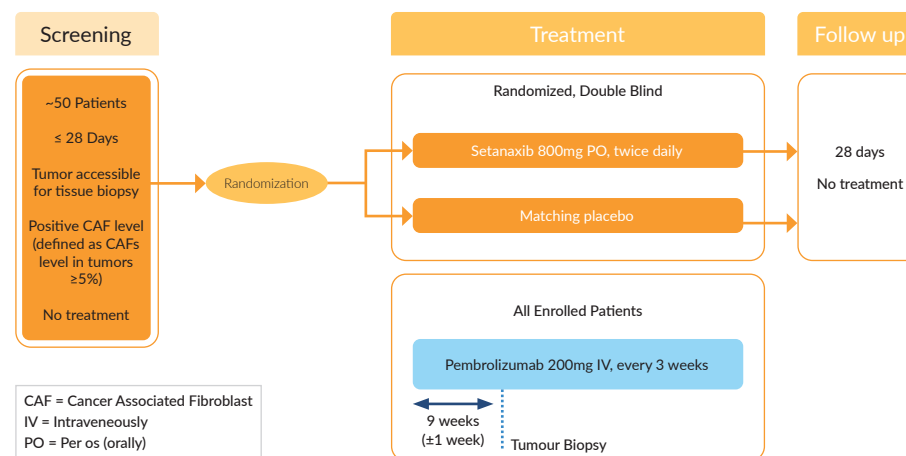 Screening
Treatment
Follow up
~50 Patients
≤ 28 Days
Tumor accessible
for tissue biopsy
Positive CAF level
(defined as CAFs
level in tumors
≥5%)
No treatment
Randomization
Randomized, Double Blind
Setanaxib 800mg PO, twice daily
Matching placebo
28 days
No treatment
All Enrolled Patients
Pembrolizumab 200mg IV, every 3 weeks
9 weeks
(±1 week)
Tumour Biopsy
CAF = Cancer Associated Fibroblast
IV = Intraveneously
PO = Per os (orally)